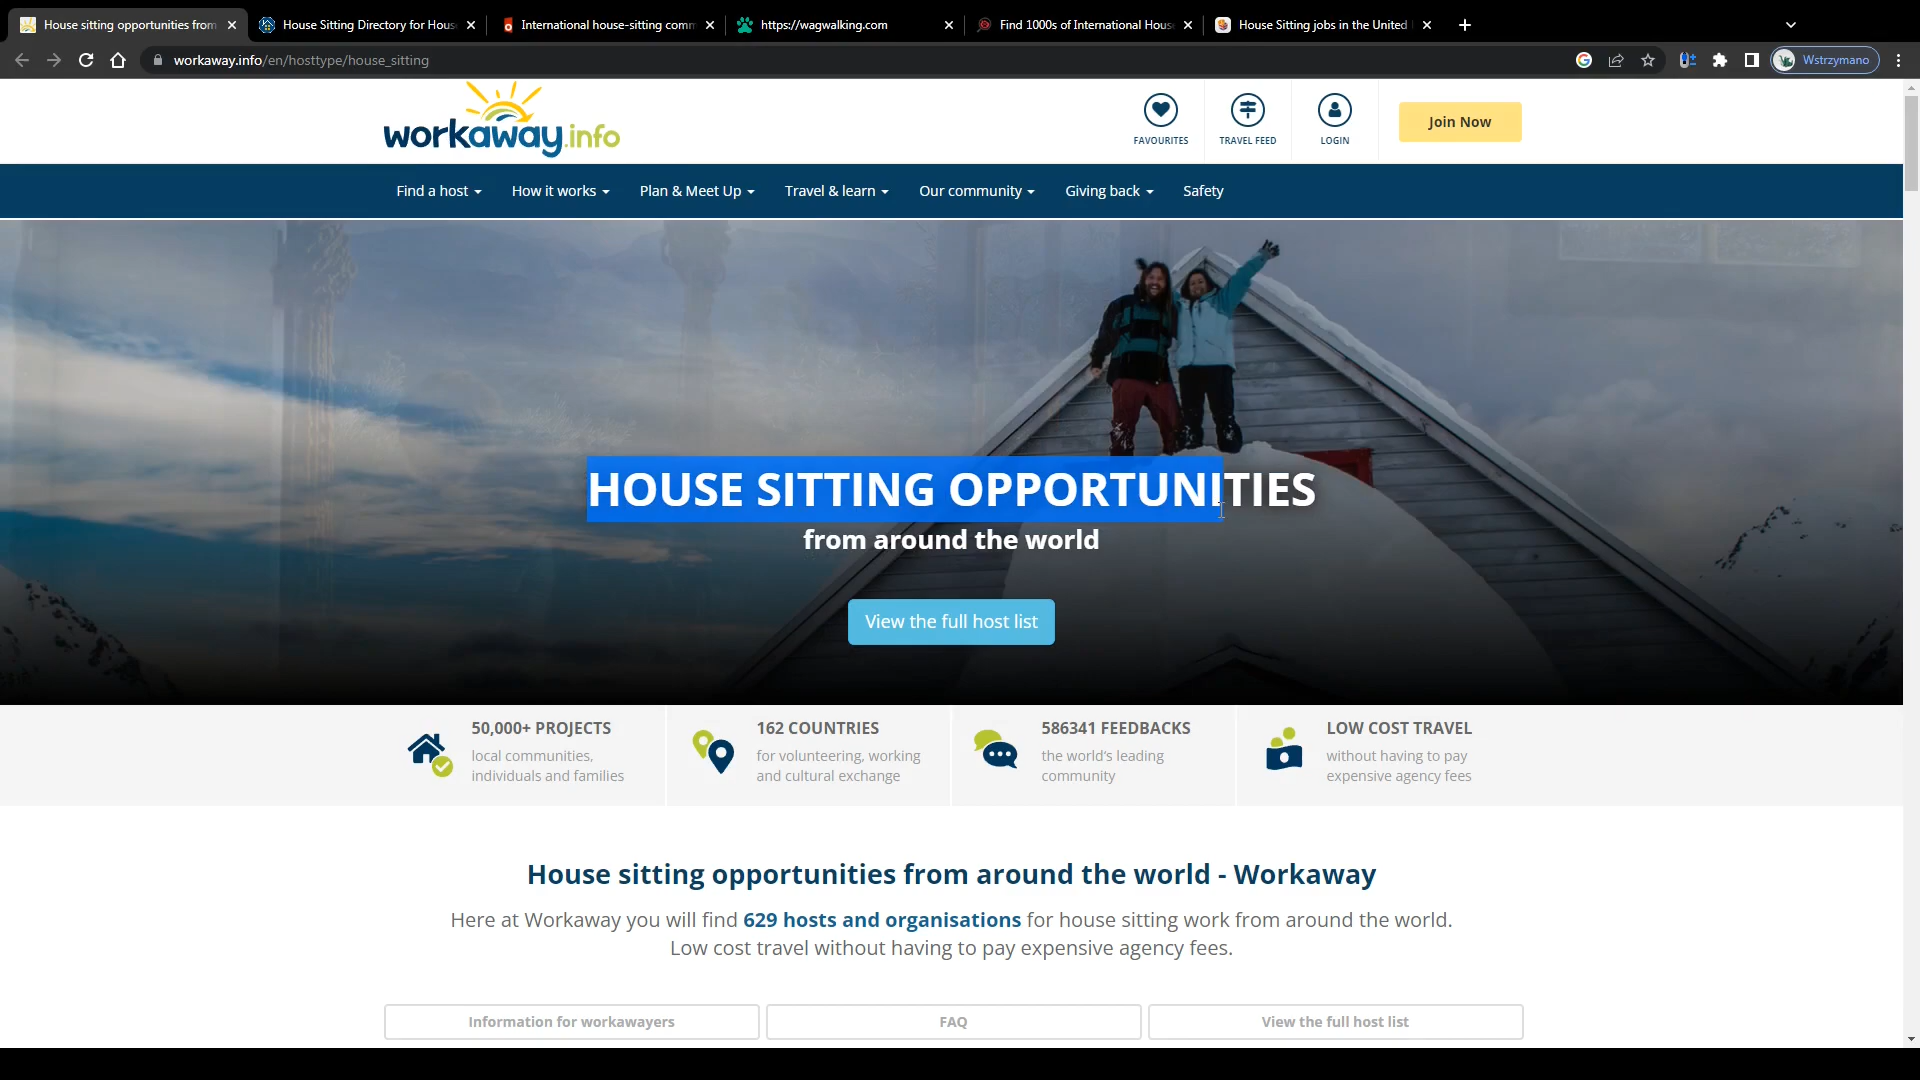 House sitting opportunities from
House Sitting Directory for Hous
International house-sitting comm
https://wagwalking.com
Find 1000s of International Hous
House Sitting jobs in the United
workaway.info/en/hosttype/house_sitting
Wstrzymano
workaway.info
FAVOURITES
TRAVEL FEED
LOGIN
Join Now
Find a host
How it works
Plan & Meet Up
Travel & learn
Our community
Giving back
Safety
HOUSE SITTING OPPORTUNITIES
from around the world
View the full host list
50,000+ PROJECTS
local communities,
individuals and families
162 COUNTRIES
for volunteering, working
and cultural exchange
586341 FEEDBACKS
the world's leading
community
LOW COST TRAVEL
without having to pay
expensive agency fees
House sitting opportunities from around the world - Workaway
Here at Workaway you will find 629 hosts and organisations for house sitting work from around the world.
Low cost travel without having to pay expensive agency fees.
Information for workawayers
FAQ
View the full host list